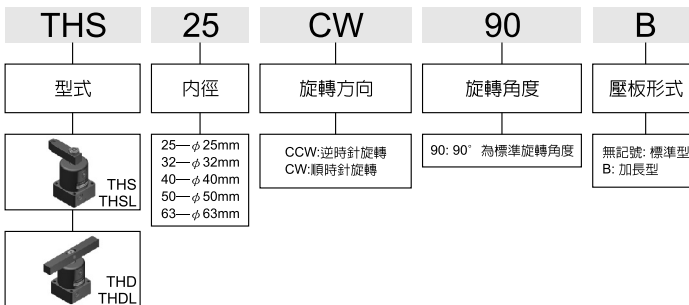 THS 25 CW 90 B
型式 內徑 旋轉方向 旋轉角度 壓板形式
THS
THSL
THD
THDL
25—ϕ25mm
32—ϕ32mm
40—ϕ40mm
50—ϕ50mm
63—ϕ63mm
CCW:逆時針旋轉
CW:順時針旋轉
90: 90° 為標準旋轉角度
無記號: 標準型
B: 加長型